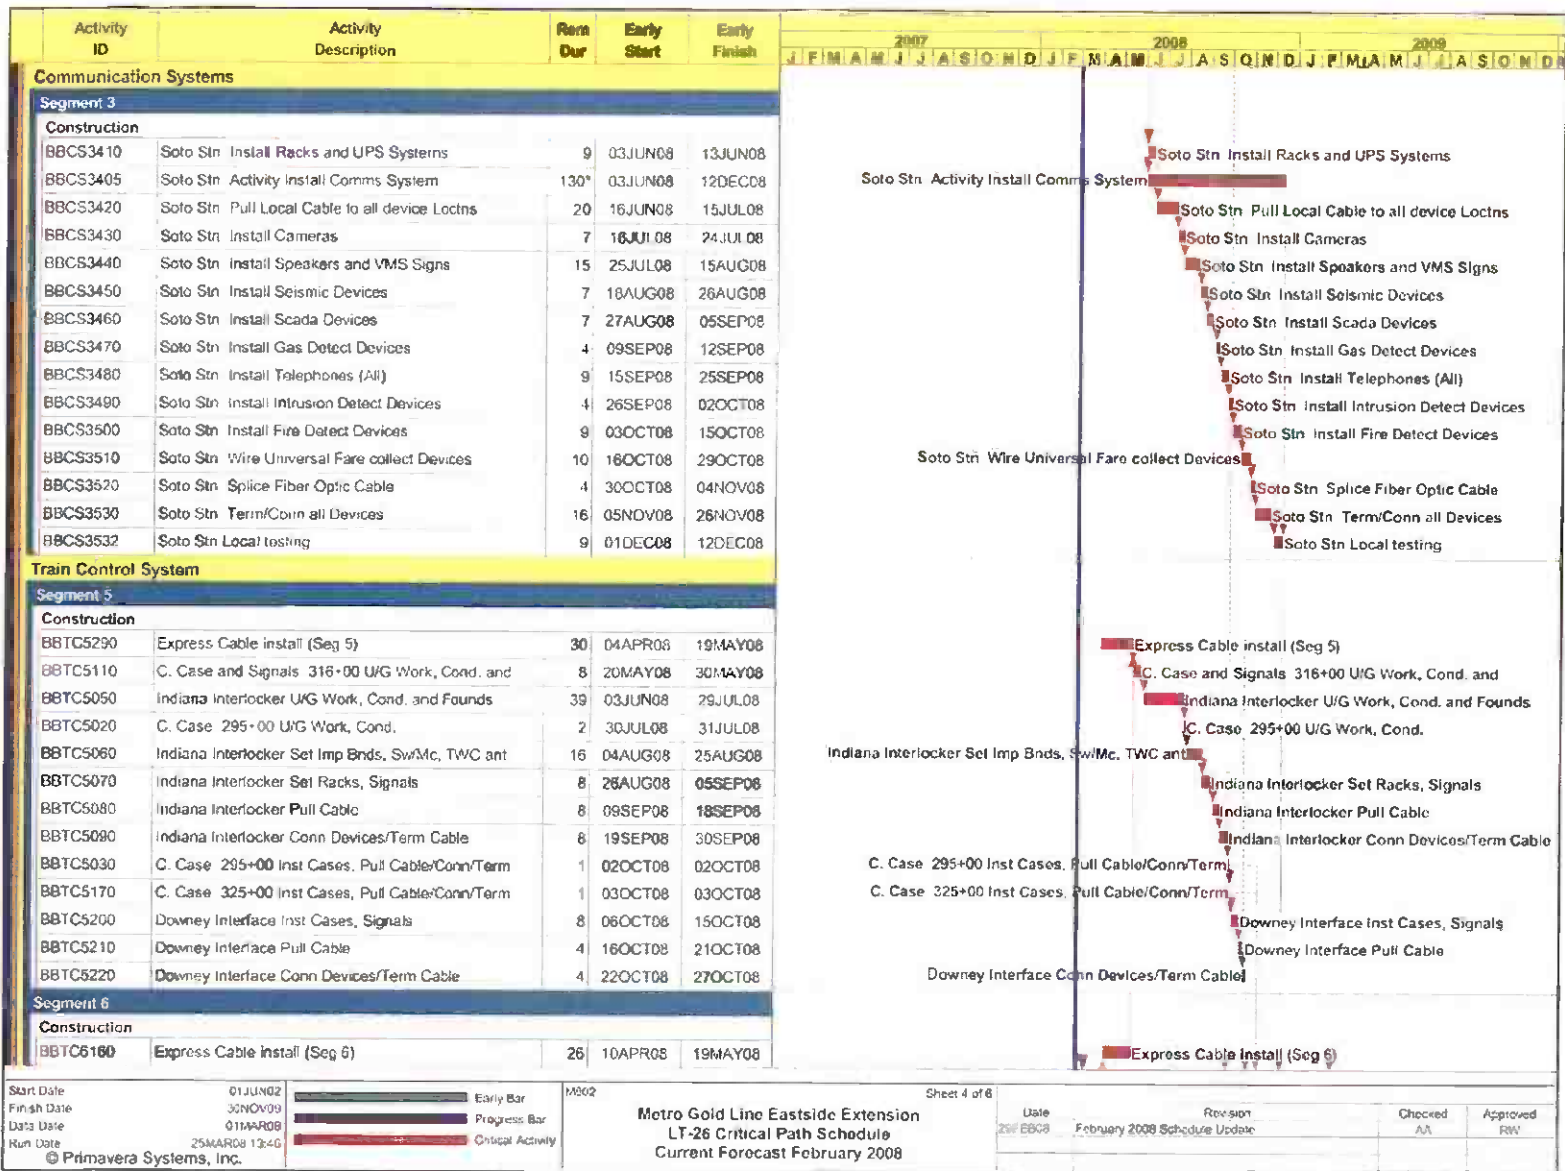 Activity ID Activity Description Rem Dur Early Start Early Finish
2007 2008 2009
J F M A M J J A S O N D J F M A M J J A S O N D J F M A M J J A S O N D
Communication Systems
Segment 3
Construction
BBCS3410 Soto Stn Install Racks and UPS Systems 9 03JUN08 13JUN08 Soto Stn Install Racks and UPS Systems
BBCS3405 Soto Stn Activity Install Comms System 130* 03JUN08 12DEC08 Soto Stn Activity Install Comms System
BBCS3420 Soto Stn Pull Local Cable to all device Loctns 20 16JUN08 15JUL08 Soto Stn Pull Local Cable to all device Loctns
BBCS3430 Soto Stn Install Cameras 7 16JUL08 24JUL08 Soto Stn Install Cameras
BBCS3440 Soto Stn Install Speakers and VMS Signs 15 25JUL08 15AUG08 Soto Stn Install Speakers and VMS Signs
BBCS3450 Soto Stn Install Seismic Devices 7 18AUG08 26AUG08 Soto Stn Install Seismic Devices
BBCS3460 Soto Stn Install Scada Devices 7 27AUG08 05SEP08 Soto Stn Install Scada Devices
BBCS3470 Soto Stn Install Gas Detect Devices 4 09SEP08 12SEP08 Soto Stn Install Gas Detect Devices
BBCS3480 Soto Stn Install Telephones (All) 9 15SEP08 25SEP08 Soto Stn Install Telephones (All)
BBCS3490 Soto Stn Install Intrusion Detect Devices 4 26SEP08 02OCT08 Soto Stn Install Intrusion Detect Devices
BBCS3500 Soto Stn Install Fire Detect Devices 9 03OCT08 15OCT08 Soto Stn Install Fire Detect Devices
BBCS3510 Soto Stn Wire Universal Fare collect Devices 10 16OCT08 29OCT08 Soto Stn Wire Universal Fare collect Devices
BBCS3520 Soto Stn Splice Fiber Optic Cable 4 30OCT08 04NOV08 Soto Stn Splice Fiber Optic Cable
BBCS3530 Soto Stn Term/Conn all Devices 16 05NOV08 26NOV08 Soto Stn Term/Conn all Devices
BBCS3532 Soto Stn Local testing 9 01DEC08 12DEC08 Soto Stn Local testing
Train Control System
Segment 5
Construction
BBTC5290 Express Cable install (Seg 5) 30 04APR08 19MAY08 Express Cable install (Seg 5)
BBTC5110 C. Case and Signals 316+00 U/G Work, Cond. and 8 20MAY08 30MAY08 C. Case and Signals 316+00 U/G Work, Cond. and
BBTC5050 Indiana Interlocker U/G Work, Cond. and Founds 39 03JUN08 29JUL08 Indiana Interlocker U/G Work, Cond. and Founds
BBTC5020 C. Case 295+00 U/G Work, Cond. 2 30JUL08 31JUL08 C. Case 295+00 U/G Work, Cond.
BBTC5060 Indiana Interlocker Set Imp Bnds, Sw/Mc, TWC ant 16 04AUG08 25AUG08 Indiana Interlocker Set Imp Bnds, Sw/Mc, TWC ant
BBTC5070 Indiana Interlocker Set Racks, Signals 8 26AUG08 05SEP08 Indiana Interlocker Set Racks, Signals
BBTC5080 Indiana Interlocker Pull Cable 8 09SEP08 18SEP08 Indiana Interlocker Pull Cable
BBTC5090 Indiana Interlocker Conn Devices/Term Cable 8 19SEP08 30SEP08 Indiana Interlocker Conn Devices/Term Cable
BBTC5030 C. Case 295+00 Inst Cases, Pull Cable/Conn/Term 1 02OCT08 02OCT08 C. Case 295+00 Inst Cases, Pull Cable/Conn/Term
BBTC5170 C. Case 325+00 Inst Cases, Pull Cable/Conn/Term 1 03OCT08 03OCT08 C. Case 325+00 Inst Cases, Pull Cable/Conn/Term
BBTC5200 Downey Interface Inst Cases, Signals 8 06OCT08 15OCT08 Downey Interface Inst Cases, Signals
BBTC5210 Downey Interface Pull Cable 4 16OCT08 21OCT08 Downey Interface Pull Cable
BBTC5220 Downey Interface Conn Devices/Term Cable 4 22OCT08 27OCT08 Downey Interface Conn Devices/Term Cable
Segment 6
Construction
BBTC6160 Express Cable install (Seg 6) 26 10APR08 19MAY08 Express Cable install (Seg 6)
Start Date 01JUN02
Finish Date 30NOV09
Data Date 01MAR08
Run Date 25MAR08 13:46
© Primavera Systems, Inc.
Early Bar
Progress Bar
Critical Activity
M802
Sheet 4 of 6
Metro Gold Line Eastside Extension
LT-26 Critical Path Schedule
Current Forecast February 2008
Date Revision Checked Approved
29FEB08 February 2008 Schedule Update AA RW